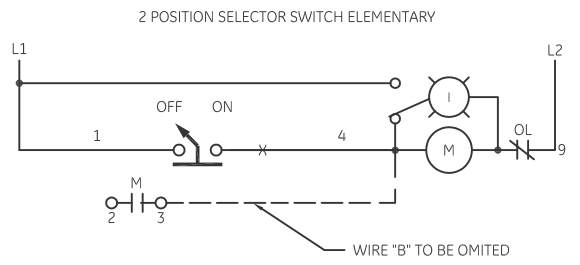 2 POSITION SELECTOR SWITCH ELEMENTARY
L1
L2
OFF ON
I
1
4
M
OL
9
M
2
3
WIRE "B" TO BE OMITED